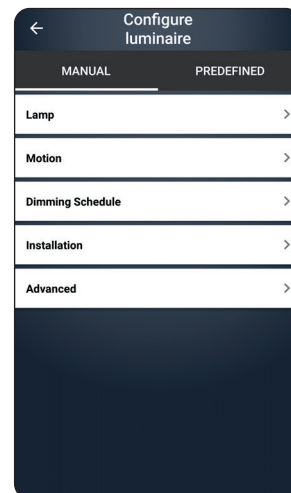 Configure
luminaire
MANUAL PREDEFINED
Lamp
Motion
Dimming Schedule
Installation
Advanced